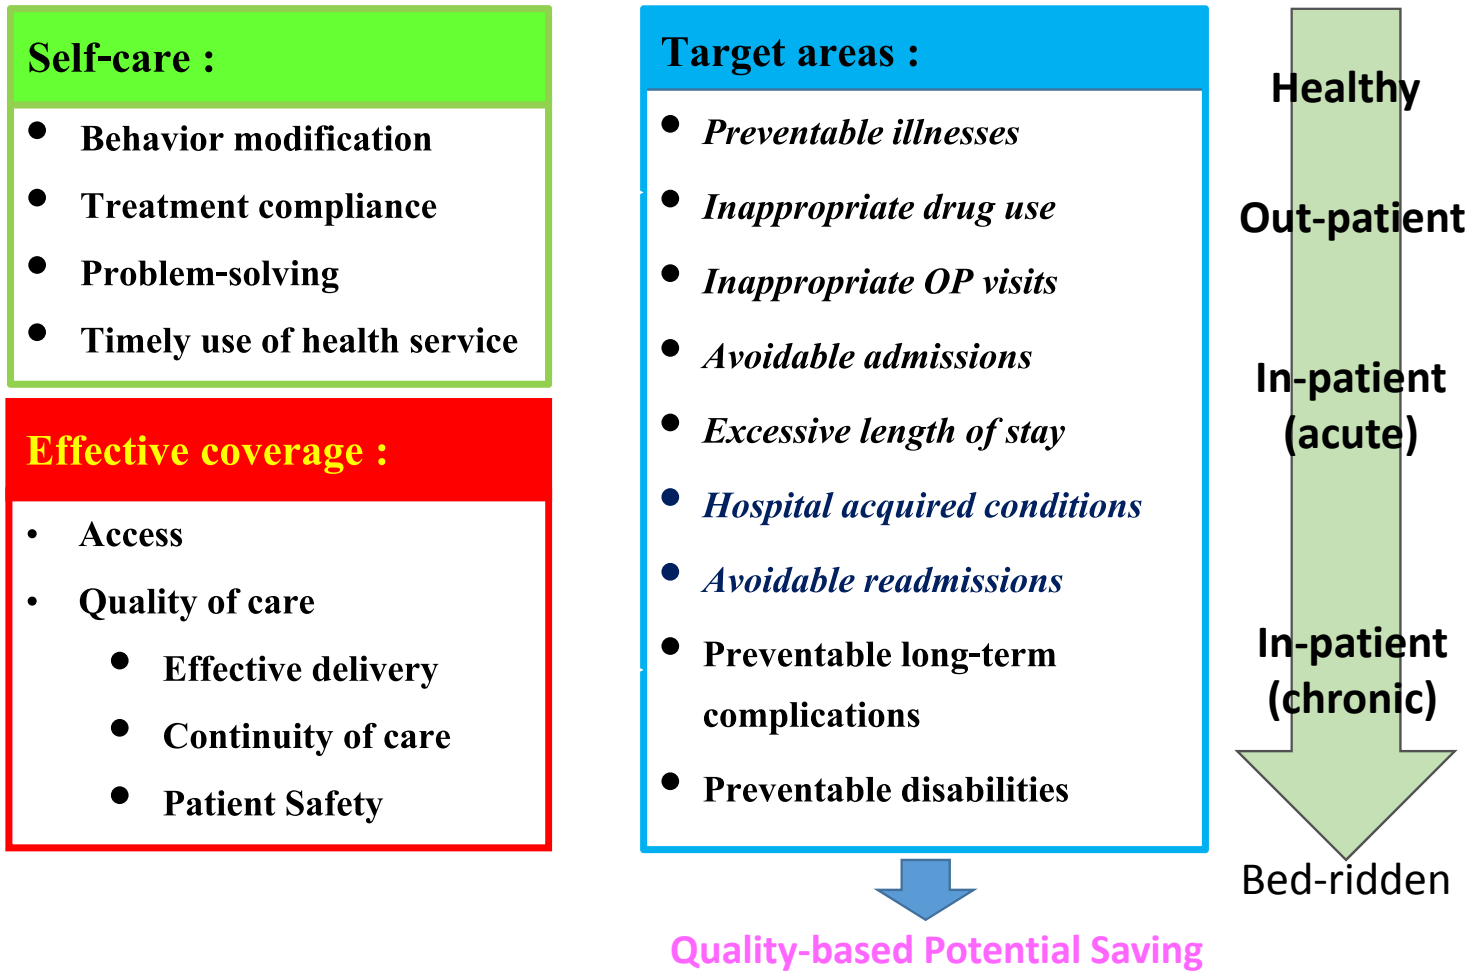 Self-care :
• Behavior modification
• Treatment compliance
• Problem-solving
• Timely use of health service
Effective coverage :
• Access
• Quality of care
• Effective delivery
• Continuity of care
• Patient Safety
Target areas :
• Preventable illnesses
• Inappropriate drug use
• Inappropriate OP visits
• Avoidable admissions
• Excessive length of stay
• Hospital acquired conditions
• Avoidable readmissions
• Preventable long-term
complications
• Preventable disabilities
Quality-based Potential Saving
Healthy
Out-patient
In-patient
(acute)
In-patient
(chronic)
Bed-ridden